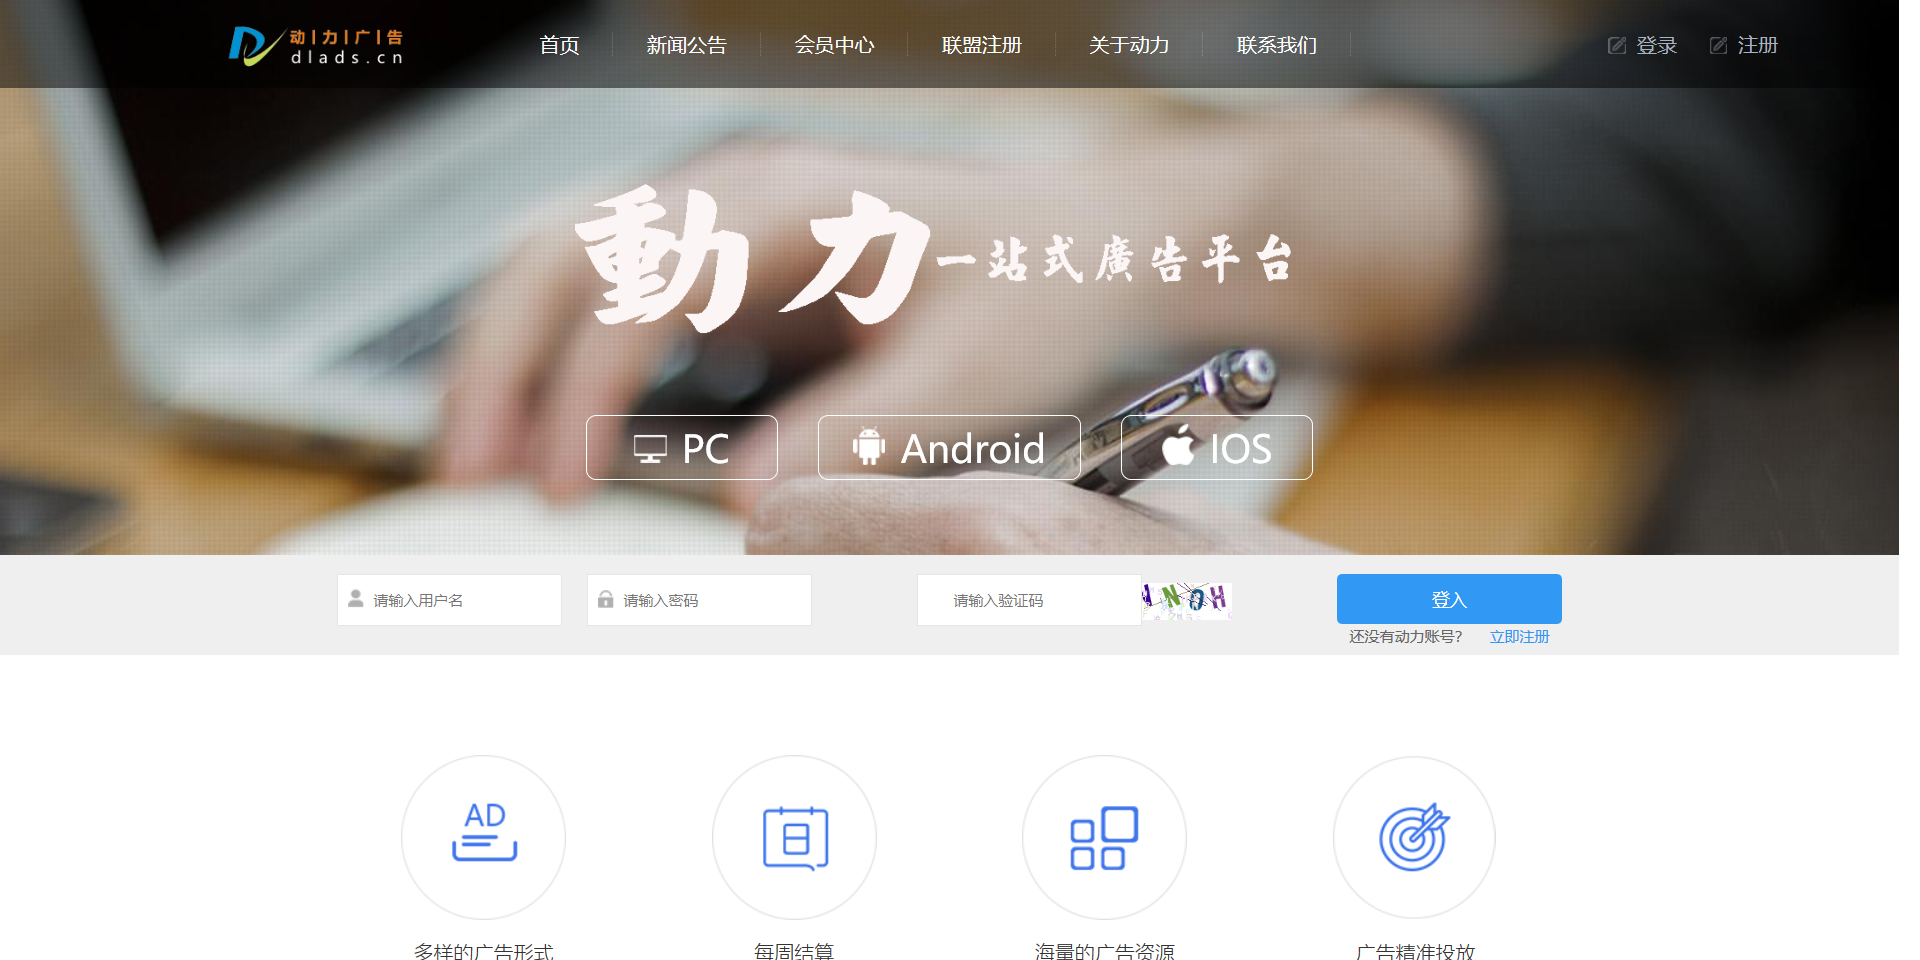 动力广告
dlads.cn
首页 新闻公告 会员中心 联盟注册 关于动力 联系我们 登录 注册
動力一站式廣告平台
PC Android IOS
请输入用户名 请输入密码 请输入验证码 登入
还没有动力账号? 立即注册
AD 日
多样的广告形式 每周结算 海量的广告资源 广告精准投放